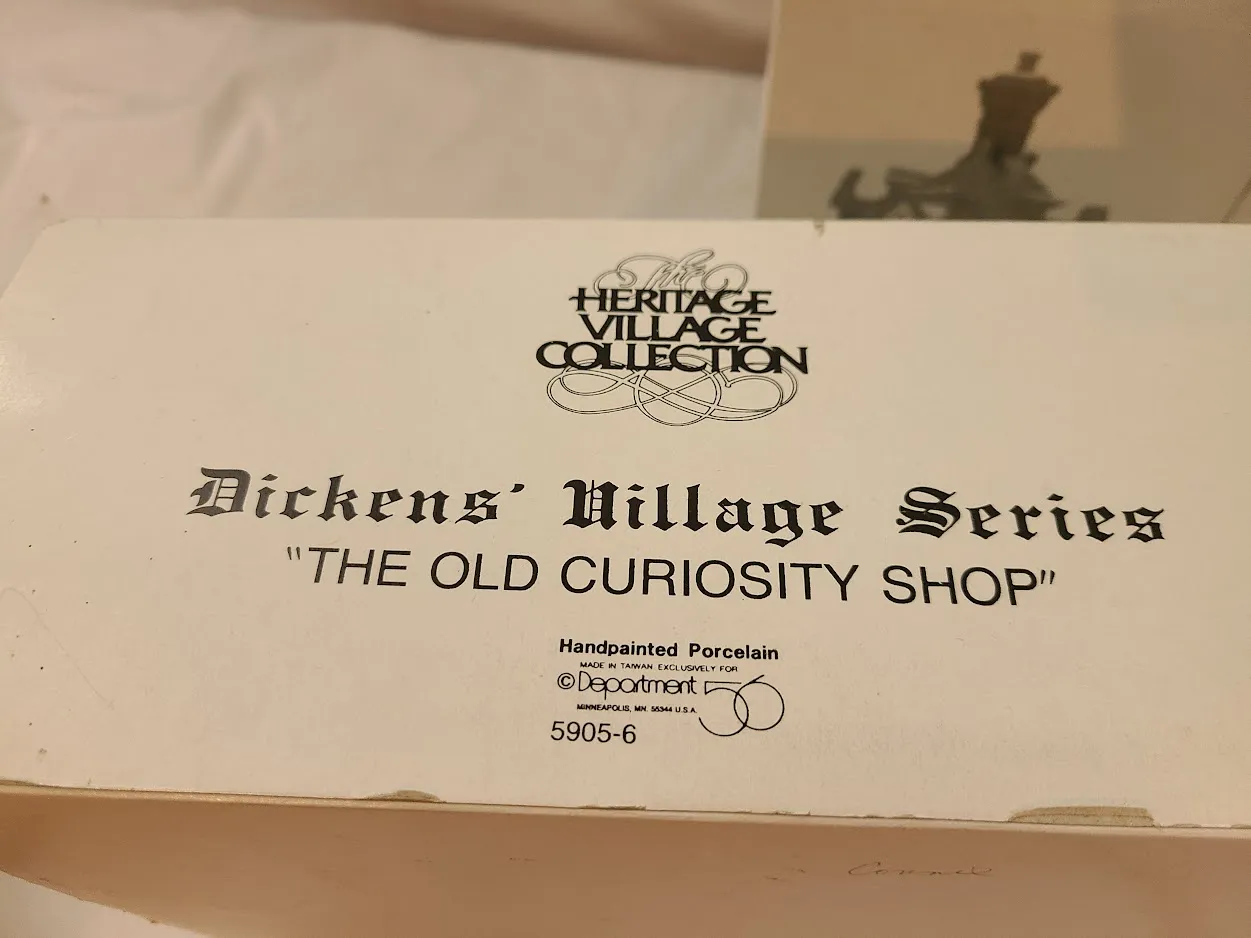 The
HERITAGE
VILLAGE
COLLECTION
Dickens' Village Series
"THE OLD CURIOSITY SHOP"
Handpainted Porcelain
MADE IN TAIWAN EXCLUSIVELY FOR
©Department 56
MINNEAPOLIS, MN. 55344 U.S.A.
5905-6